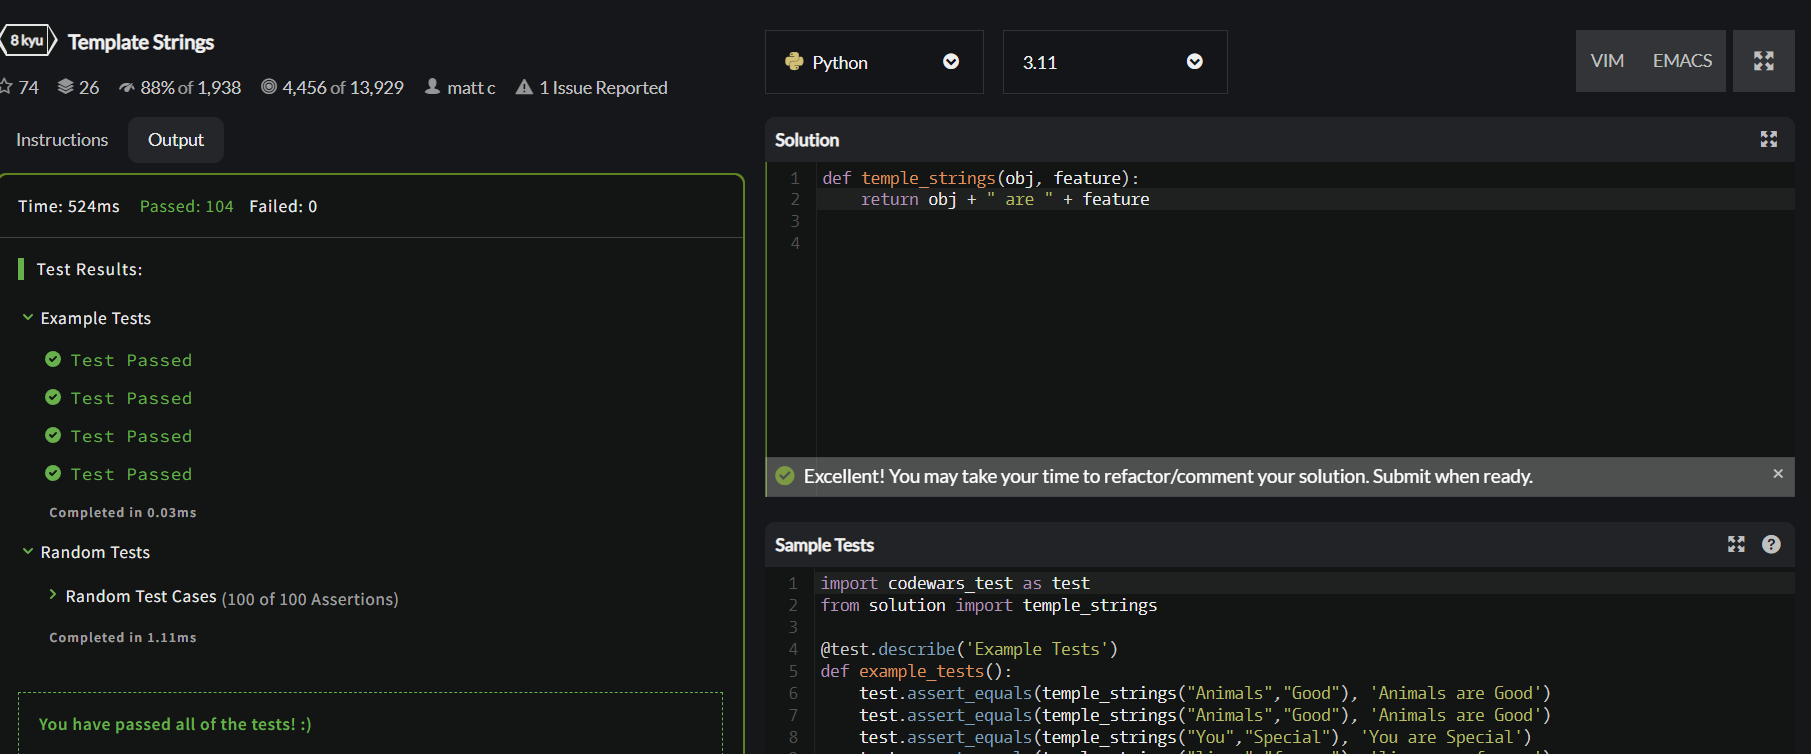 8 kyu Template Strings
74 26 88% of 1,938 4,456 of 13,929 matt c 1 Issue Reported
Instructions Output
Time: 524ms Passed: 104 Failed: 0
Test Results:
Example Tests
Test Passed
Test Passed
Test Passed
Test Passed
Completed in 0.03ms
Random Tests
Random Test Cases (100 of 100 Assertions)
Completed in 1.11ms
You have passed all of the tests! :)
Python 3.11 VIM EMACS
Solution
1 def temple_strings(obj, feature):
2     return obj + " are " + feature
3
4
Excellent! You may take your time to refactor/comment your solution. Submit when ready. ×
Sample Tests ?
1 import codewars_test as test
2 from solution import temple_strings
3
4 @test.describe('Example Tests')
5 def example_tests():
6     test.assert_equals(temple_strings("Animals","Good"), 'Animals are Good')
7     test.assert_equals(temple_strings("Animals","Good"), 'Animals are Good')
8     test.assert_equals(temple_strings("You","Special"), 'You are Special')